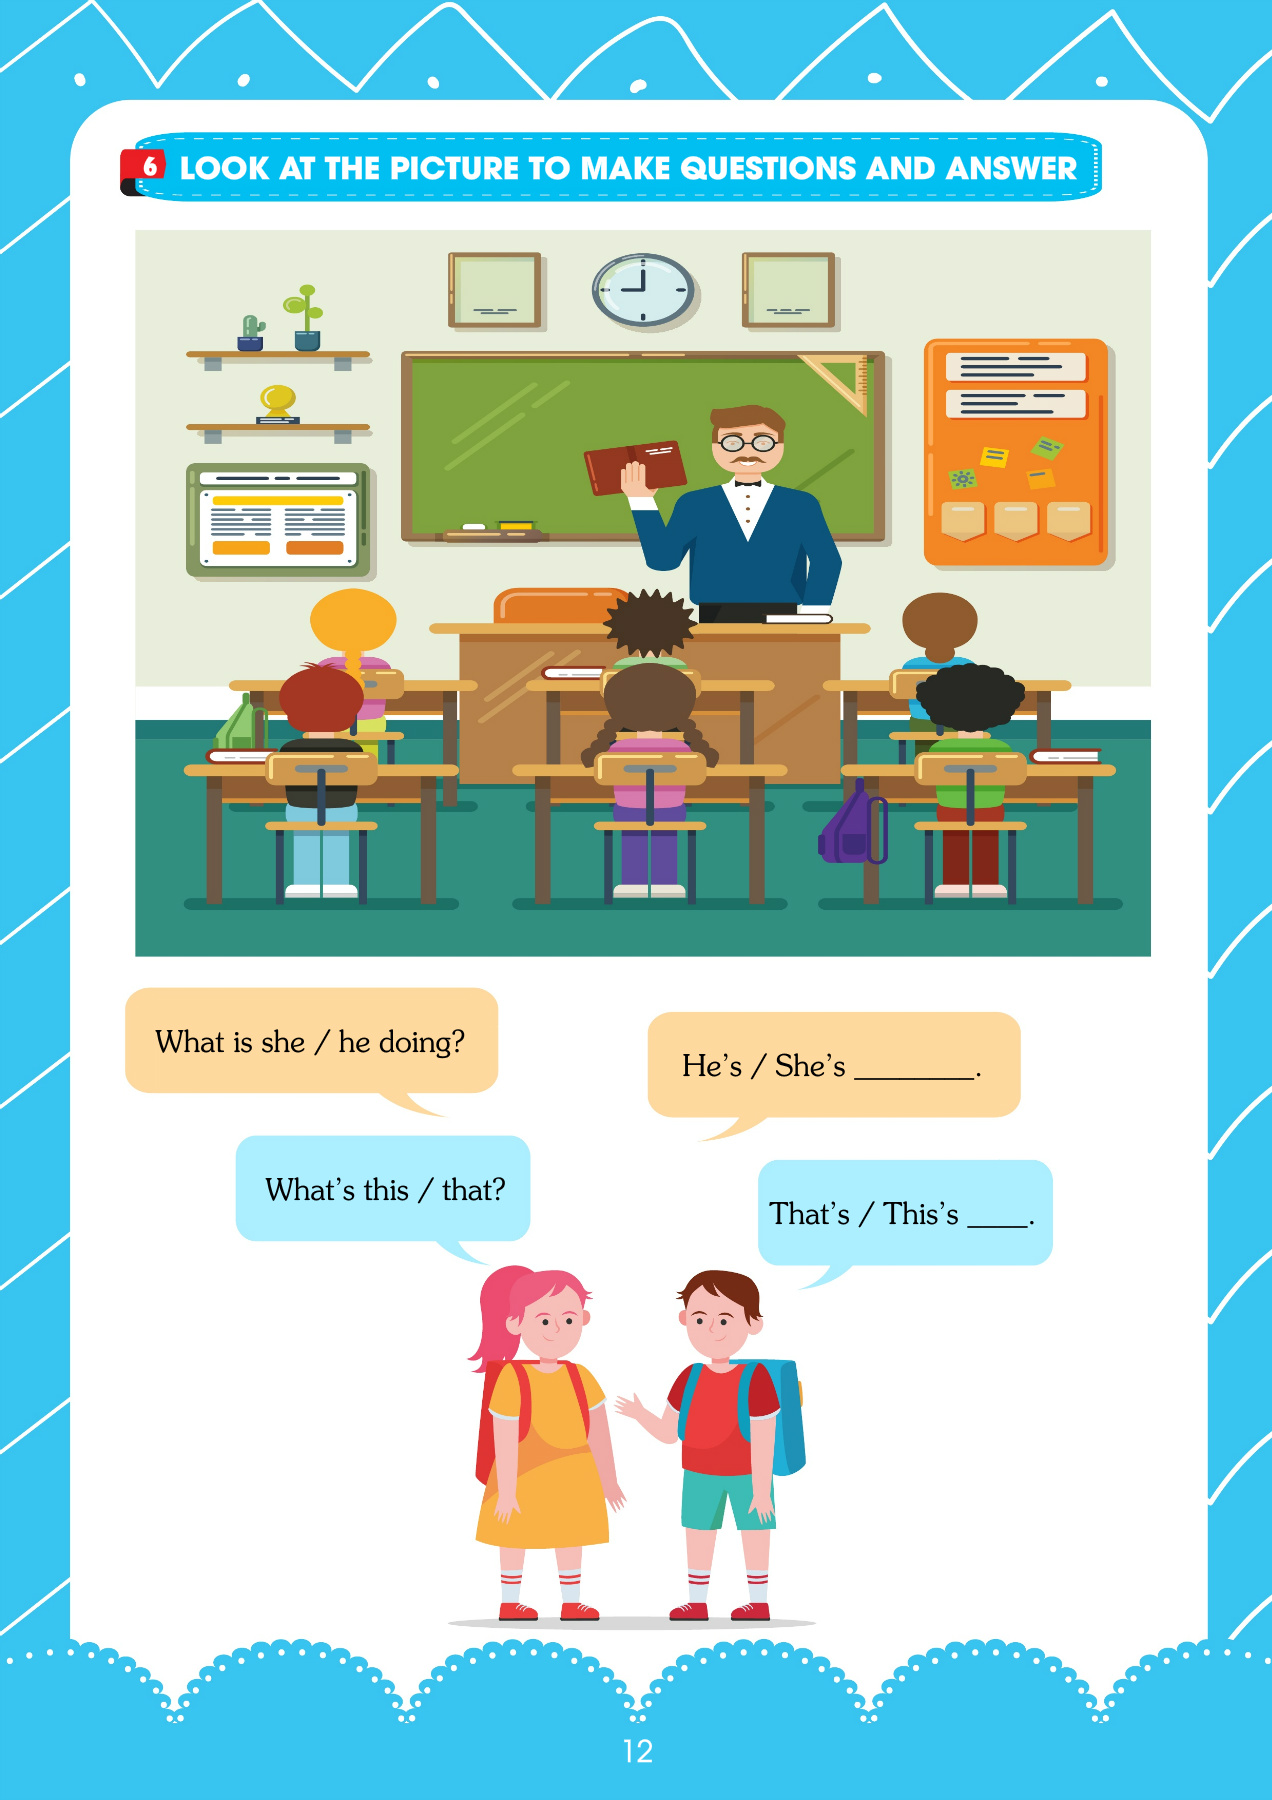 6 LOOK AT THE PICTURE TO MAKE QUESTIONS AND ANSWER
What is she / he doing?
He's / She's ________.
What's this / that?
That's / This's ____.
12